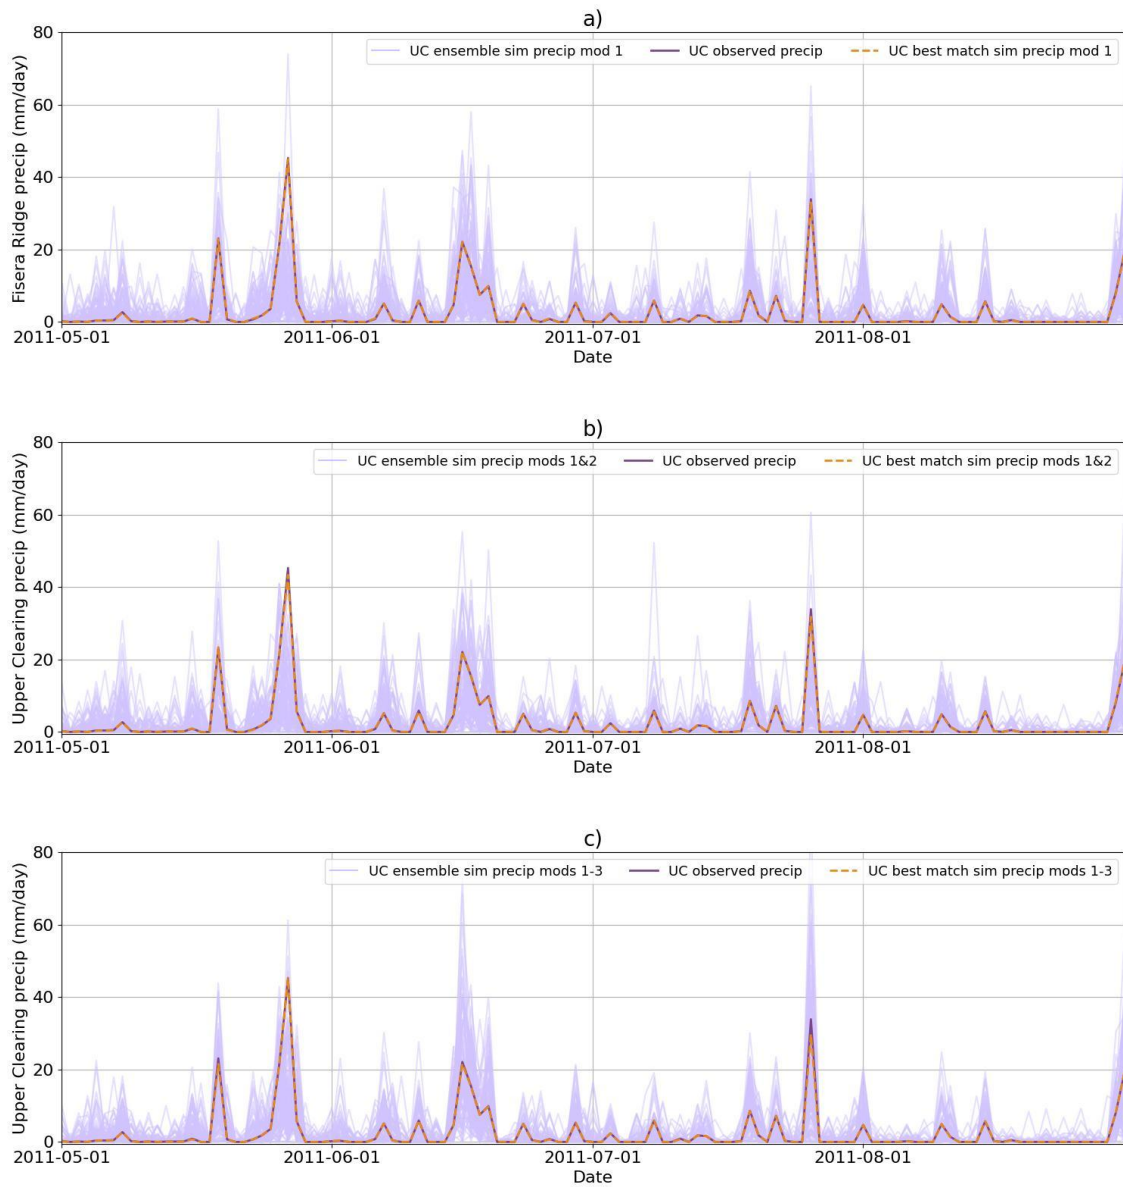 a)
UC ensemble sim precip mod 1 UC observed precip UC best match sim precip mod 1
Fisera Ridge precip (mm/day)
80
60
40
20
0
2011-05-01 2011-06-01 2011-07-01 2011-08-01
Date
b)
UC ensemble sim precip mods 1&2 UC observed precip UC best match sim precip mods 1&2
Upper Clearing precip (mm/day)
80
60
40
20
0
2011-05-01 2011-06-01 2011-07-01 2011-08-01
Date
c)
UC ensemble sim precip mods 1-3 UC observed precip UC best match sim precip mods 1-3
Upper Clearing precip (mm/day)
80
60
40
20
0
2011-05-01 2011-06-01 2011-07-01 2011-08-01
Date